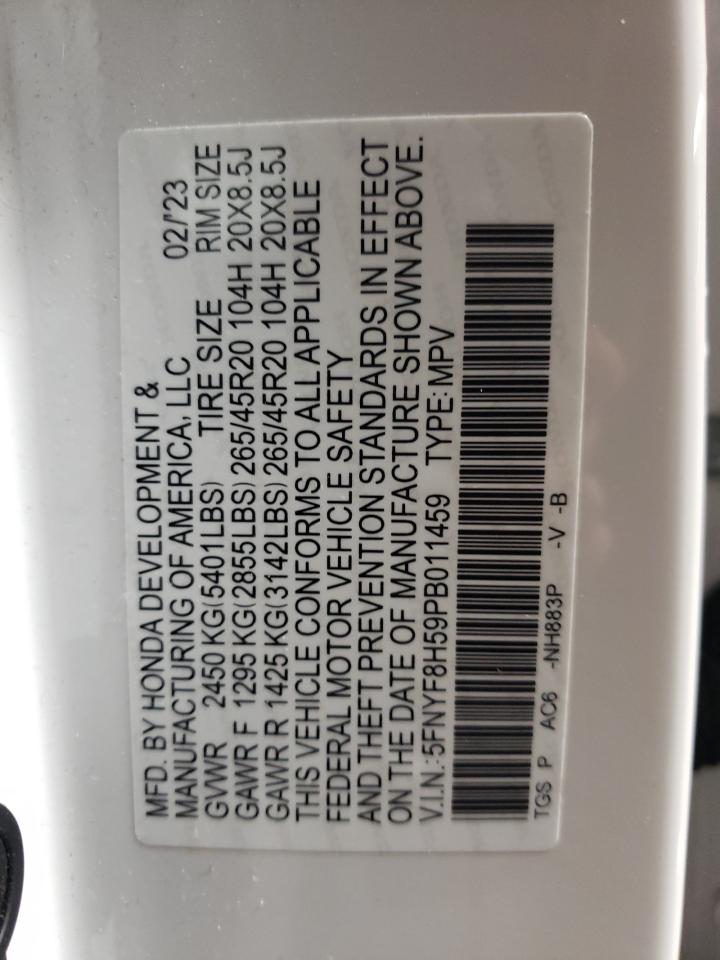 MFD. BY HONDA DEVELOPMENT &
MANUFACTURING OF AMERICA, LLC 02/'23
GVWR 2450 KG(5401LBS) TIRE SIZE RIM SIZE
GAWR F 1295 KG(2855LBS) 265/45R20 104H 20X8.5J
GAWR R 1425 KG(3142LBS) 265/45R20 104H 20X8.5J
THIS VEHICLE CONFORMS TO ALL APPLICABLE
FEDERAL MOTOR VEHICLE SAFETY
AND THEFT PREVENTION STANDARDS IN EFFECT
ON THE DATE OF MANUFACTURE SHOWN ABOVE.
V.I.N.:5FNYF8H59PB011459 TYPE:MPV
TGS P AC6 -NH883P -V -B